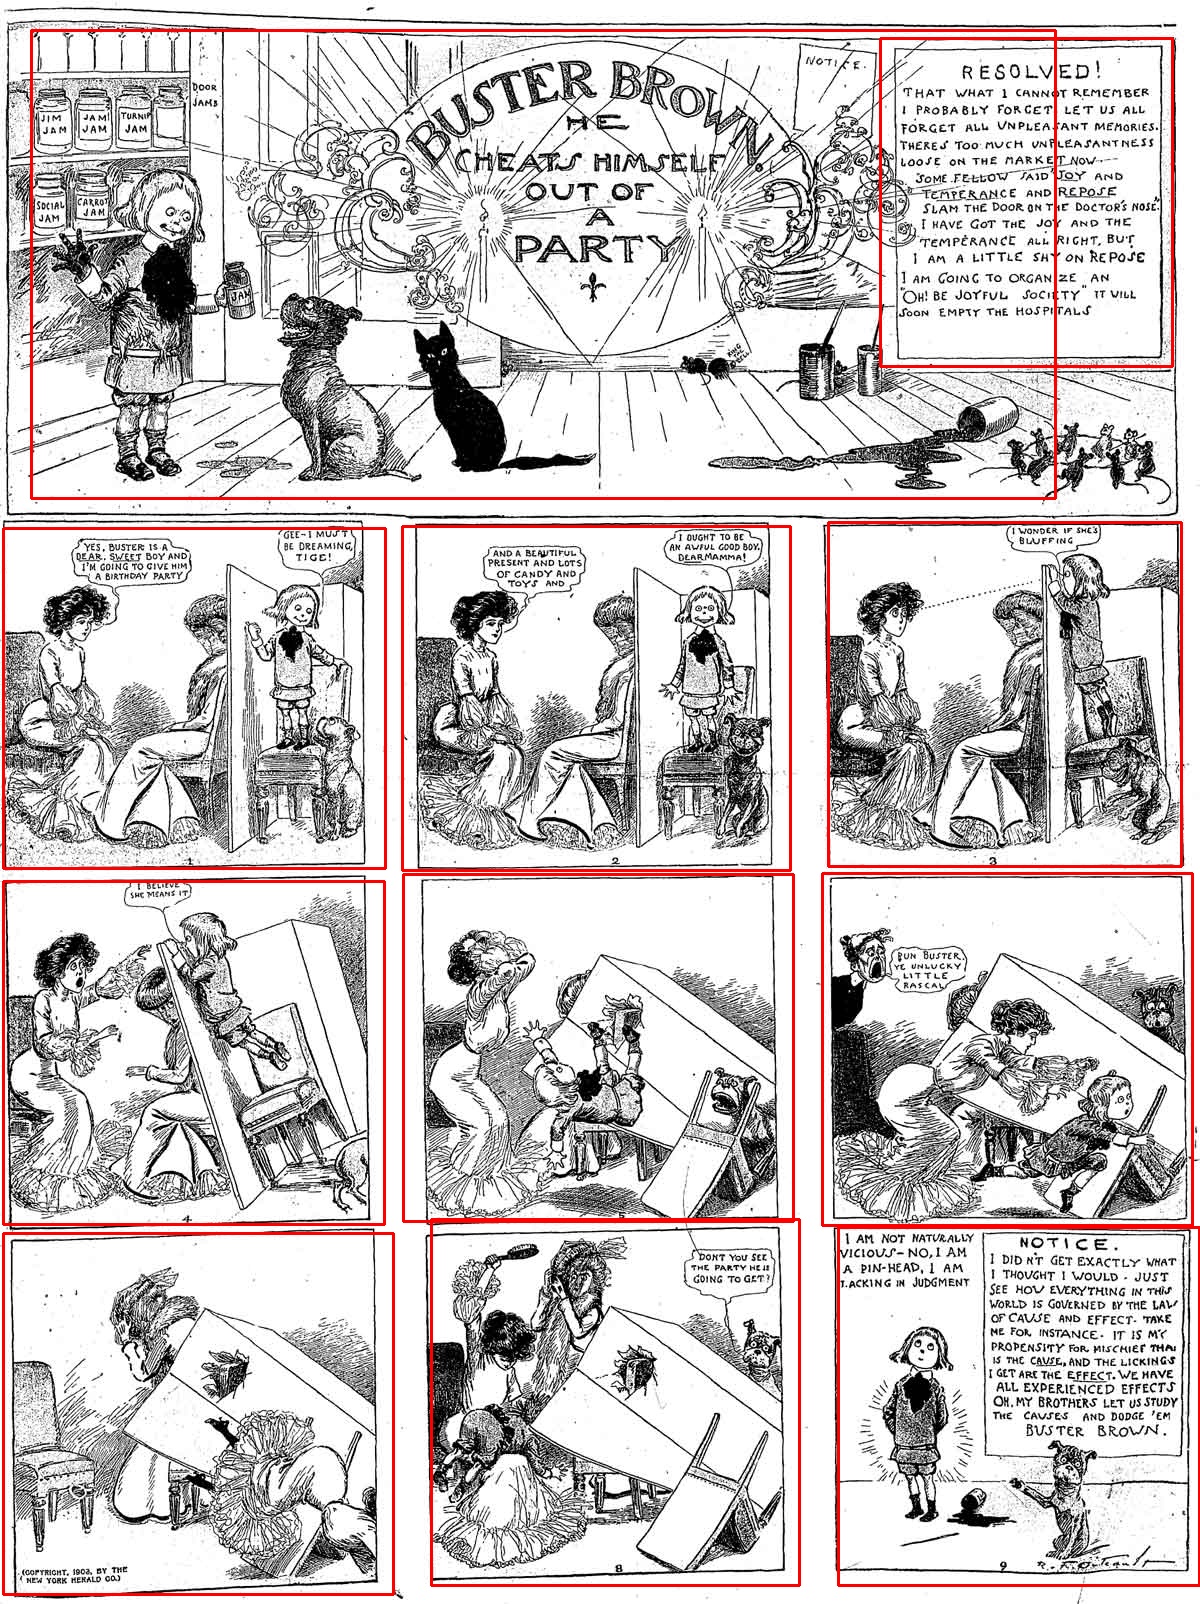 DOOR
JAMB
JIM
JAM
JAM
JAM
TURNIP
JAM
SOCIAL
JAM
CARROT
JAM
JAM
BUSTER BROWN.
HE
CHEATS HIMSELF
OUT OF
A
PARTY
NOTICE.
RESOLVED!
THAT WHAT I CANNOT REMEMBER
I PROBABLY FORGET LET US ALL
FORGET ALL UNPLEASANT MEMORIES.
THERES TOO MUCH UNPLEASANTNESS
LOOSE ON THE MARKET NOW
SOME FELLOW SAID JOY AND
TEMPERANCE AND REPOSE
SLAM THE DOOR ON THE DOCTOR'S NOSE."
I HAVE GOT THE JOY AND THE
TEMPERANCE ALL RIGHT, BUT
I AM A LITTLE SHY ON REPOSE
I AM GOING TO ORGANIZE AN
"OH! BE JOYFUL SOCIETY" IT WILL
SOON EMPTY THE HOSPITALS
YES, BUSTER IS A
DEAR, SWEET BOY AND
I'M GOING TO GIVE HIM
A BIRTHDAY PARTY
GEE-I MUST
BE DREAMING,
TIGE!
1
AND A BEAUTIFUL
PRESENT AND LOTS
OF CANDY AND
TOYS AND
I OUGHT TO BE
AN AWFUL GOOD BOY,
DEAR MAMMA!
2
I WONDER IF SHE'S
BLUFFING
3
I BELIEVE
SHE MEANS IT
4
5
RUN BUSTER,
YE UNLUCKY
LITTLE
RASCAL
(COPYRIGHT, 1903, BY THE
NEW YORK HERALD CO.)
DON'T YOU SEE
THE PARTY HE IS
GOING TO GET?
8
I AM NOT NATURALLY
VICIOUS- NO, I AM
A PIN-HEAD, I AM
LACKING IN JUDGMENT
NOTICE.
I DIDN'T GET EXACTLY WHAT
I THOUGHT I WOULD - JUST
SEE HOW EVERYTHING IN THIS
WORLD IS GOVERNED BY THE LAW
OF CAUSE AND EFFECT. TAKE
ME FOR INSTANCE. IT IS MY
PROPENSITY FOR MISCHIEF THAT
IS THE CAUSE, AND THE LICKINGS
I GET ARE THE EFFECT. WE HAVE
ALL EXPERIENCED EFFECTS
OH, MY BROTHERS LET US STUDY
THE CAUSES AND DODGE 'EM
BUSTER BROWN.
9
R. F. Outcault